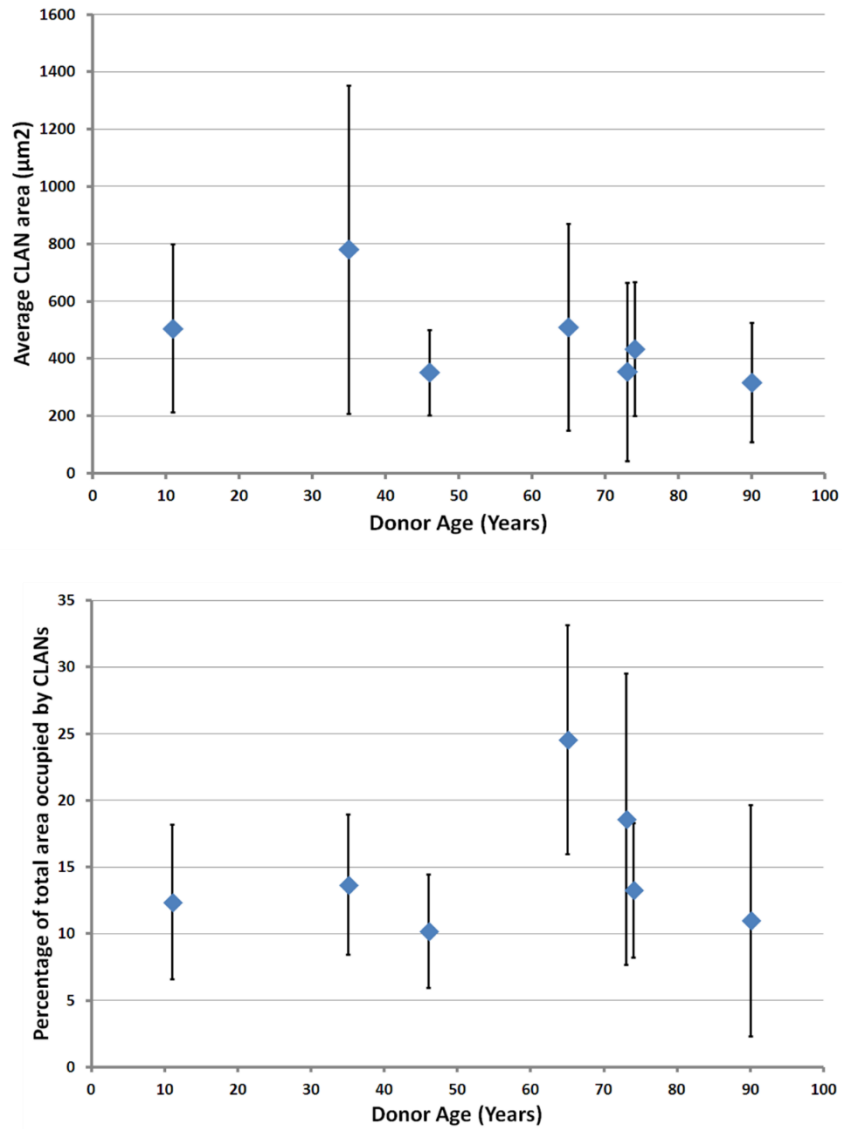 1600
1400
1200
1000
800
600
400
200
0
Average CLAN area (µm2)
0 10 20 30 40 50 60 70 80 90 100
Donor Age (Years)
35
30
25
20
15
10
5
0
Percentage of total area occupied by CLANs
0 10 20 30 40 50 60 70 80 90 100
Donor Age (Years)